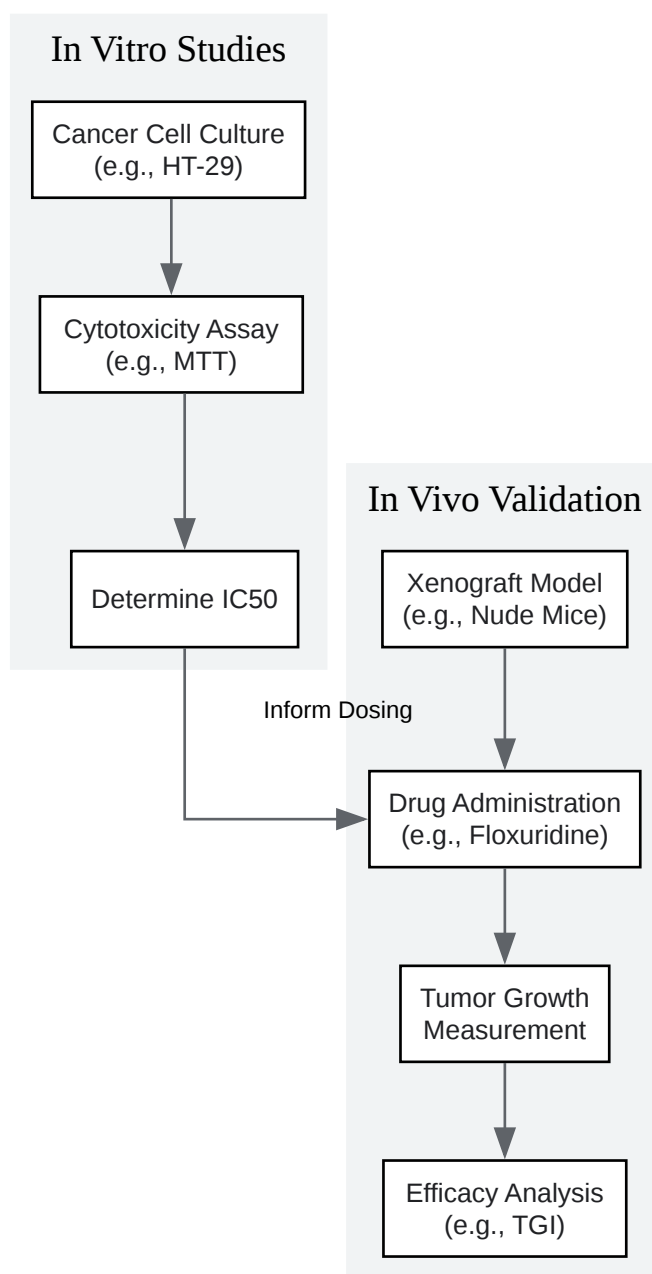 In Vitro Studies
Cancer Cell Culture
(e.g., HT-29)
Cytotoxicity Assay
(e.g., MTT)
Determine IC50
Inform Dosing
In Vivo Validation
Xenograft Model
(e.g., Nude Mice)
Drug Administration
(e.g., Floxuridine)
Tumor Growth
Measurement
Efficacy Analysis
(e.g., TGI)